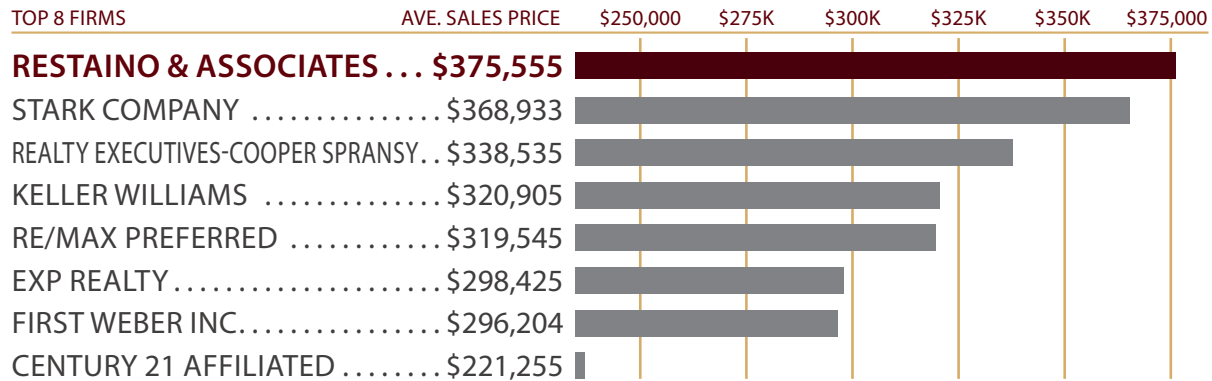 TOP 8 FIRMS AVE. SALES PRICE $250,000 $275K $300K $325K $350K $375,000
RESTAINO & ASSOCIATES . . . $375,555
STARK COMPANY . . . . . . . . . . . . . . . $368,933
REALTY EXECUTIVES-COOPER SPRANSY. . $338,535
KELLER WILLIAMS . . . . . . . . . . . . . . $320,905
RE/MAX PREFERRED . . . . . . . . . . . . $319,545
EXP REALTY. . . . . . . . . . . . . . . . . . . . . $298,425
FIRST WEBER INC. . . . . . . . . . . . . . . . $296,204
CENTURY 21 AFFILIATED . . . . . . . . $221,255